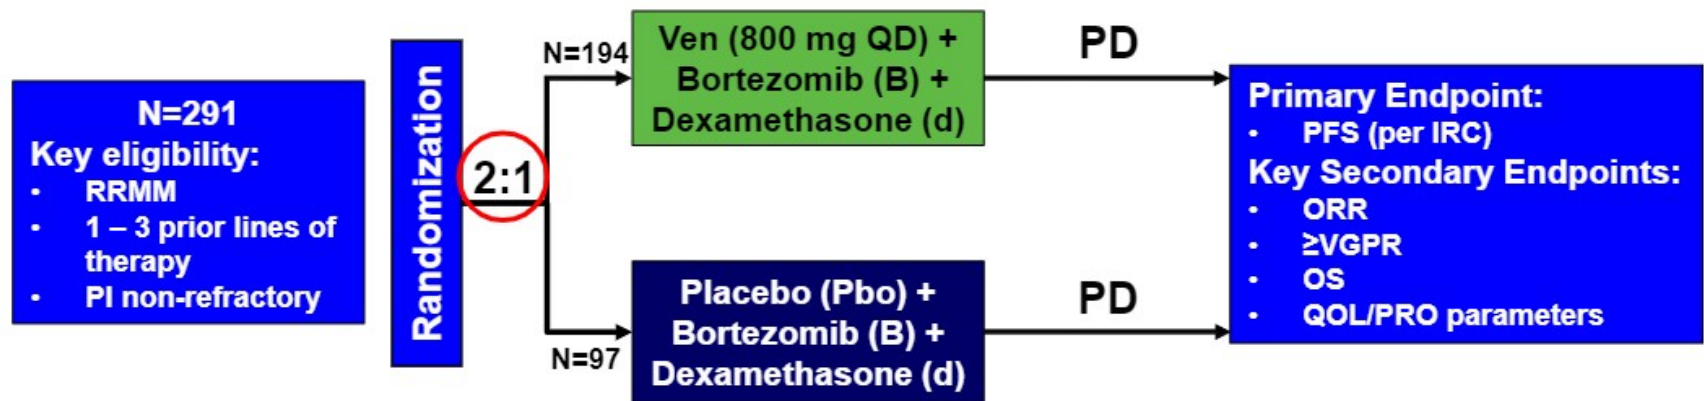 N=291
Key eligibility:
• RRMM
• 1 – 3 prior lines of
therapy
• PI non-refractory
Randomization
2:1
N=194
Ven (800 mg QD) +
Bortezomib (B) +
Dexamethasone (d)
PD
N=97
Placebo (Pbo) +
Bortezomib (B) +
Dexamethasone (d)
PD
Primary Endpoint:
• PFS (per IRC)
Key Secondary Endpoints:
• ORR
• ≥VGPR
• OS
• QOL/PRO parameters